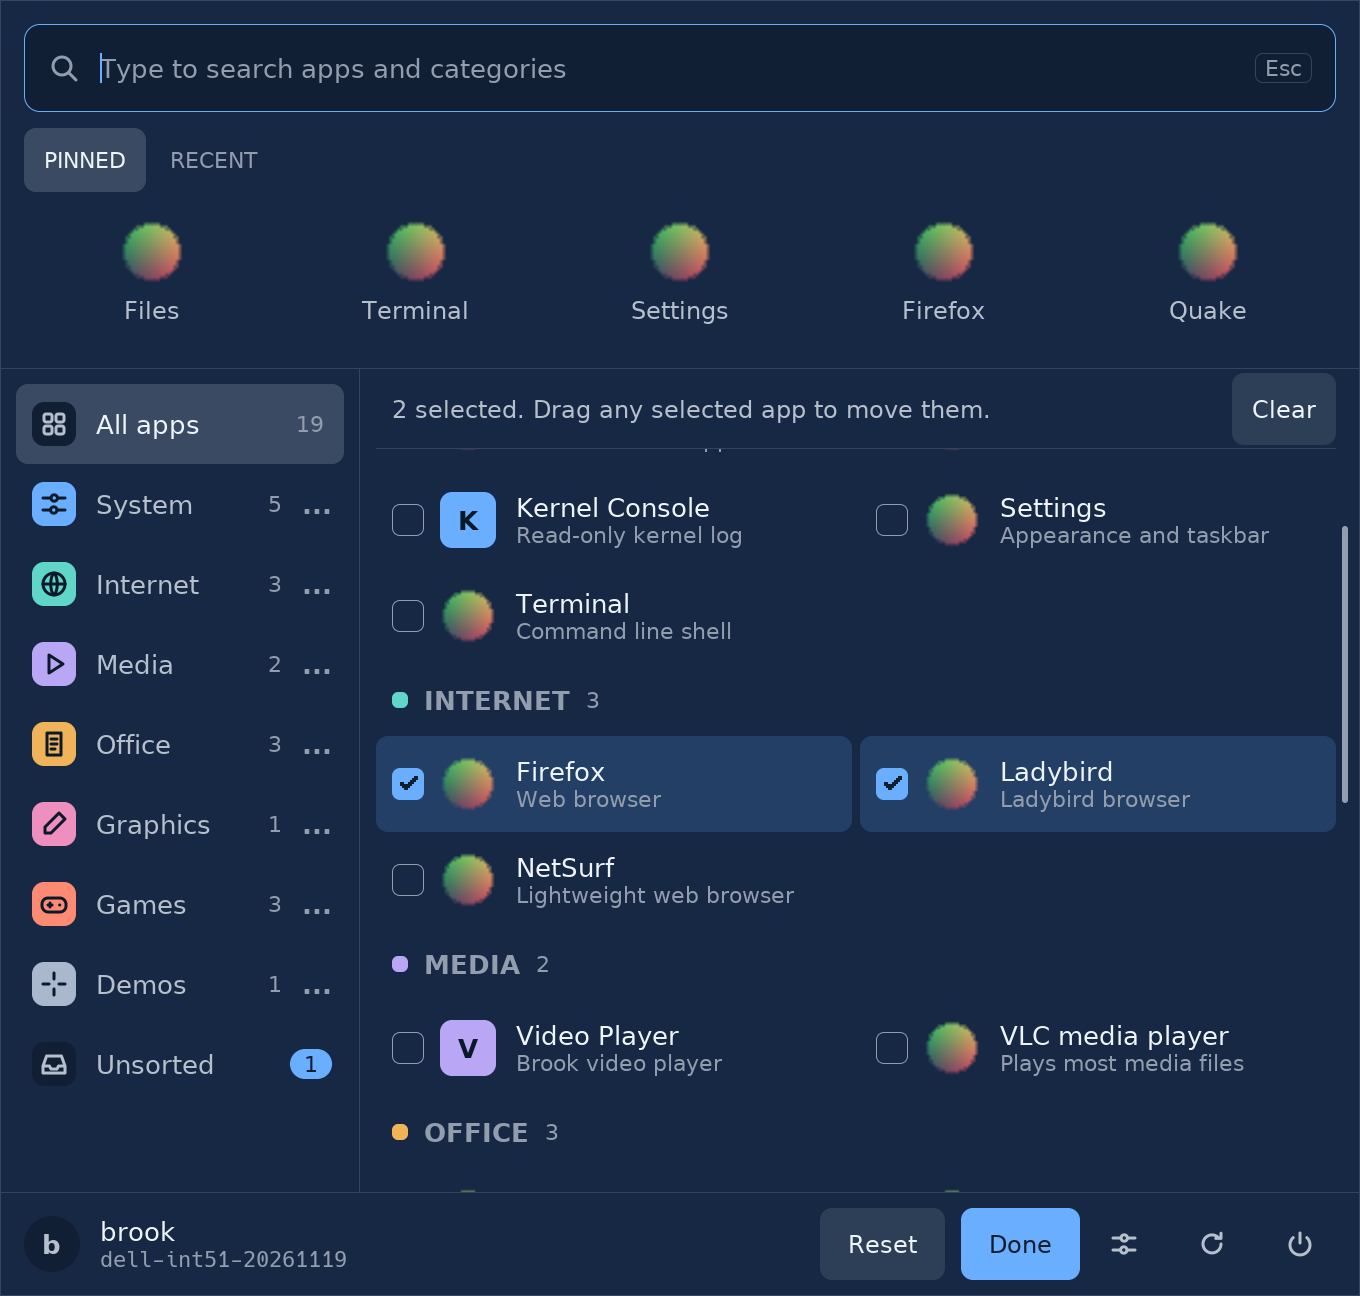 Type to search apps and categories
Esc
PINNED
RECENT
Files
Terminal
Settings
Firefox
Quake
All apps 19
System 5 ...
Internet 3 ...
Media 2 ...
Office 3 ...
Graphics 1 ...
Games 3 ...
Demos 1 ...
Unsorted 1
2 selected. Drag any selected app to move them.
Clear
K
Kernel Console
Read-only kernel log
Settings
Appearance and taskbar
Terminal
Command line shell
INTERNET 3
Firefox
Web browser
Ladybird
Ladybird browser
NetSurf
Lightweight web browser
MEDIA 2
V
Video Player
Brook video player
VLC media player
Plays most media files
OFFICE 3
b
brook
dell-int51-20261119
Reset
Done